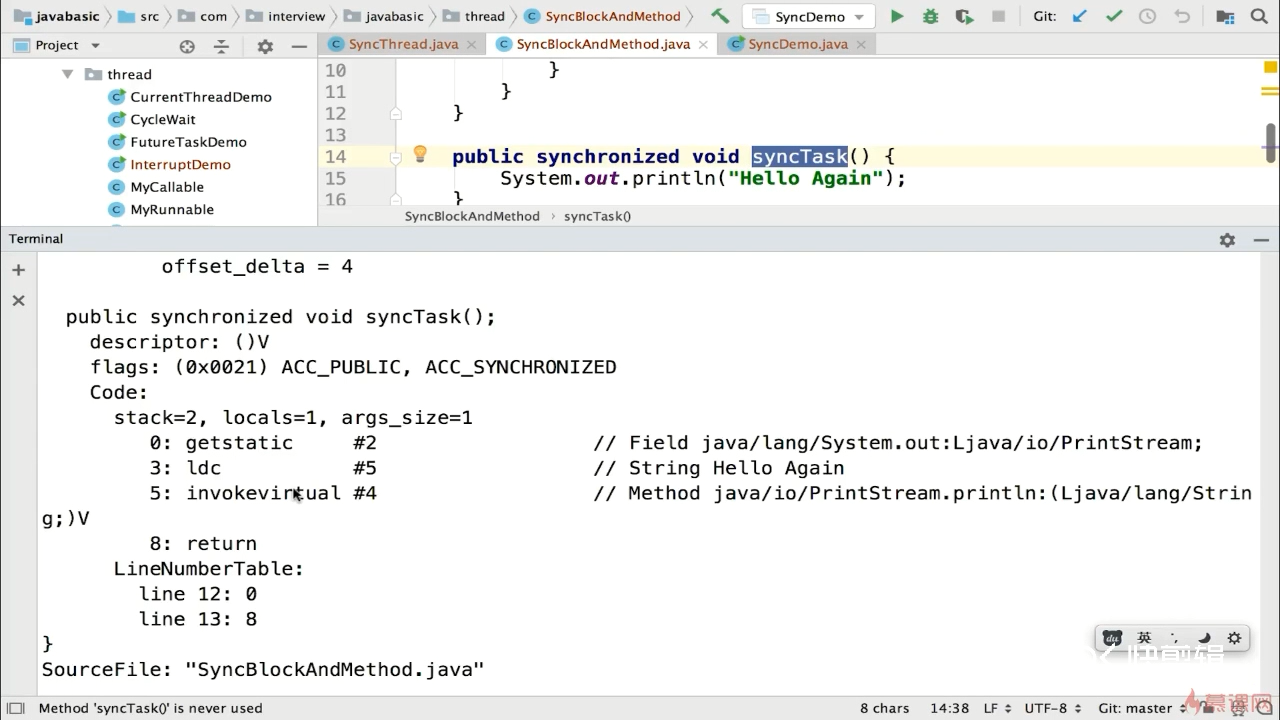 javabasic src com interview javabasic thread SyncBlockAndMethod SyncDemo Git:
Project SyncThread.java SyncBlockAndMethod.java SyncDemo.java
thread
CurrentThreadDemo
CycleWait
FutureTaskDemo
InterruptDemo
MyCallable
MyRunnable
10 }
11 }
12 }
13
14 public synchronized void syncTask() {
15 System.out.println("Hello Again");
16 }
SyncBlockAndMethod › syncTask()
Terminal
offset_delta = 4
public synchronized void syncTask();
descriptor: ()V
flags: (0x0021) ACC_PUBLIC, ACC_SYNCHRONIZED
Code:
stack=2, locals=1, args_size=1
0: getstatic #2 // Field java/lang/System.out:Ljava/io/PrintStream;
3: ldc #5 // String Hello Again
5: invokevirtual #4 // Method java/io/PrintStream.println:(Ljava/lang/Strin
g;)V
8: return
LineNumberTable:
line 12: 0
line 13: 8
}
SourceFile: "SyncBlockAndMethod.java"
du 英
Method 'syncTask()' is never used 8 chars 14:38 LF UTF-8 Git: master
慕课网